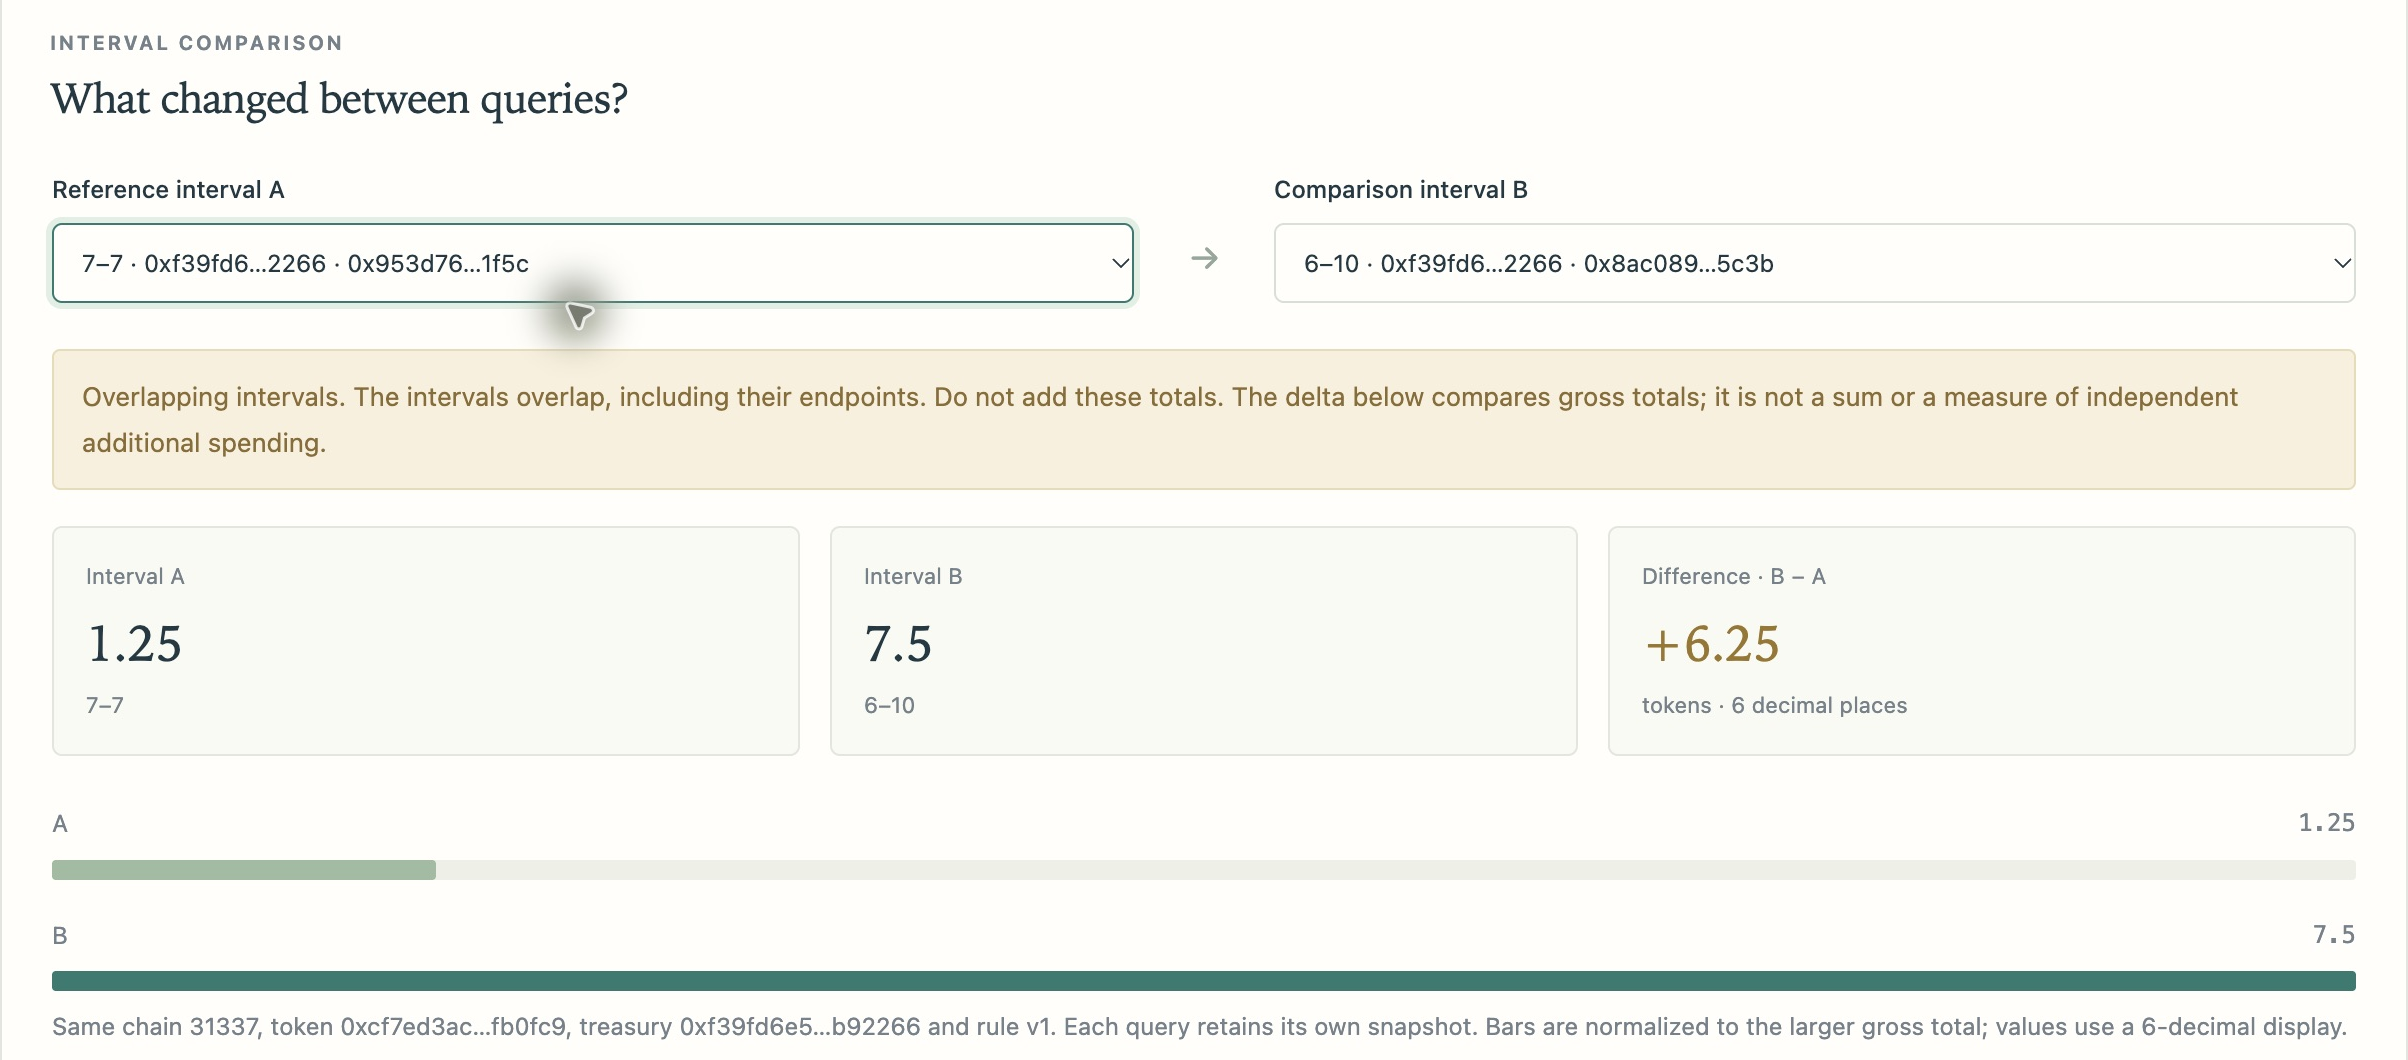 INTERVAL COMPARISON
What changed between queries?
Reference interval A
Comparison interval B
7–7 · 0xf39fd6...2266 · 0x953d76...1f5c
6–10 · 0xf39fd6...2266 · 0x8ac089...5c3b
Overlapping intervals. The intervals overlap, including their endpoints. Do not add these totals. The delta below compares gross totals; it is not a sum or a measure of independent
additional spending.
Interval A
1.25
7–7
Interval B
7.5
6–10
Difference · B − A
+6.25
tokens · 6 decimal places
A
1.25
B
7.5
Same chain 31337, token 0xcf7ed3ac...fb0fc9, treasury 0xf39fd6e5...b92266 and rule v1. Each query retains its own snapshot. Bars are normalized to the larger gross total; values use a 6-decimal display.